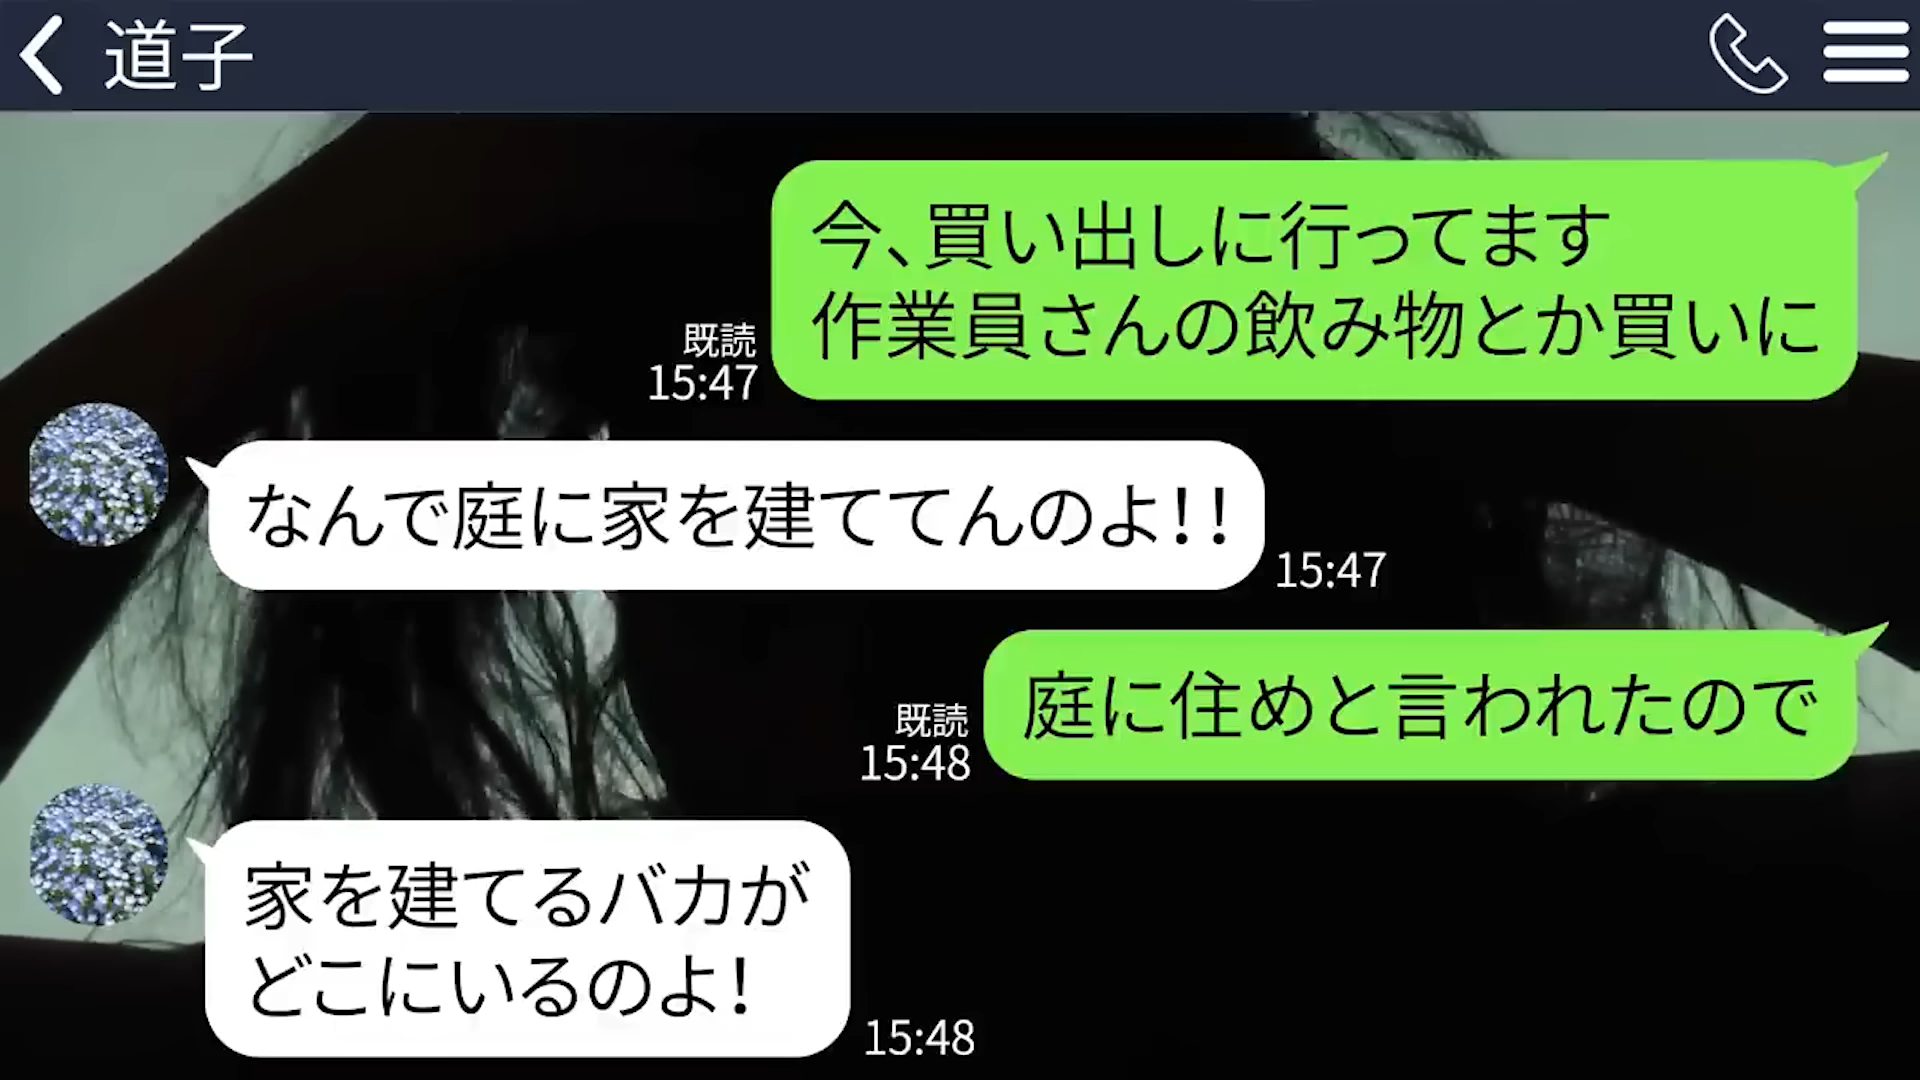 道子
今、買い出しに行ってます
作業員さんの飲み物とか買いに
既読
15:47
なんで庭に家を建ててんのよ!!
15:47
庭に住めと言われたので
既読
15:48
家を建てるバカが
どこにいるのよ!
15:48